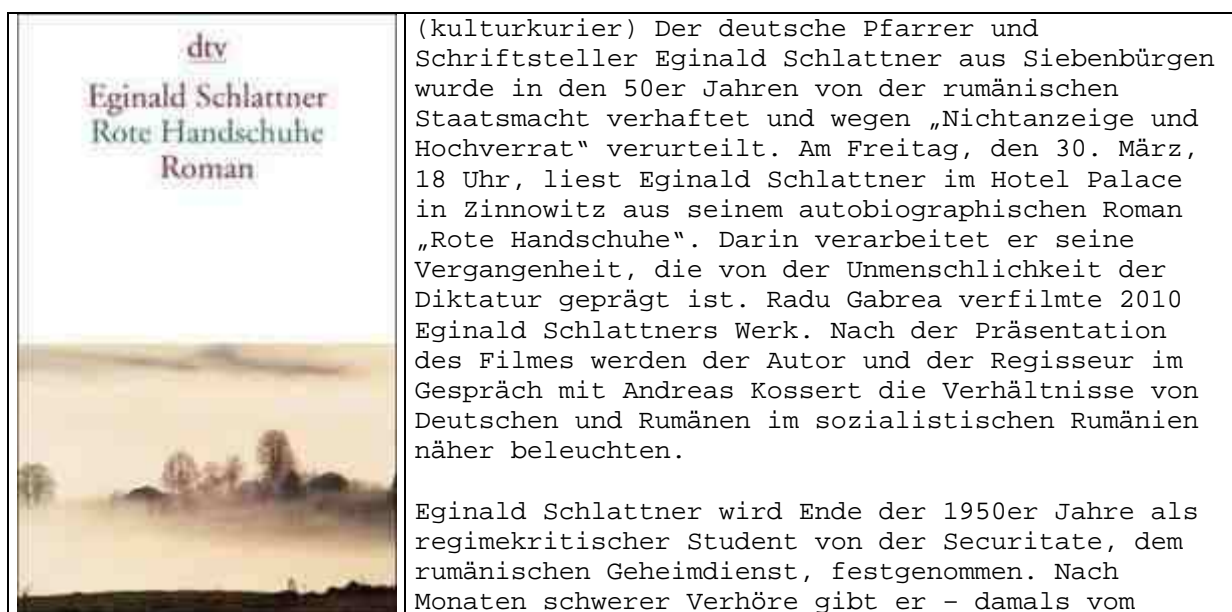 dtv
Eginald Schlattner
Rote Handschuhe
Roman
(kulturkurier) Der deutsche Pfarrer und
Schriftsteller Eginald Schlattner aus Siebenbürgen
wurde in den 50er Jahren von der rumänischen
Staatsmacht verhaftet und wegen „Nichtanzeige und
Hochverrat“ verurteilt. Am Freitag, den 30. März,
18 Uhr, liest Eginald Schlattner im Hotel Palace
in Zinnowitz aus seinem autobiographischen Roman
„Rote Handschuhe“. Darin verarbeitet er seine
Vergangenheit, die von der Unmenschlichkeit der
Diktatur geprägt ist. Radu Gabrea verfilmte 2010
Eginald Schlattners Werk. Nach der Präsentation
des Filmes werden der Autor und der Regisseur im
Gespräch mit Andreas Kossert die Verhältnisse von
Deutschen und Rumänen im sozialistischen Rumänien
näher beleuchten.
Eginald Schlattner wird Ende der 1950er Jahre als
regimekritischer Student von der Securitate, dem
rumänischen Geheimdienst, festgenommen. Nach
Monaten schwerer Verhöre gibt er – damals vom